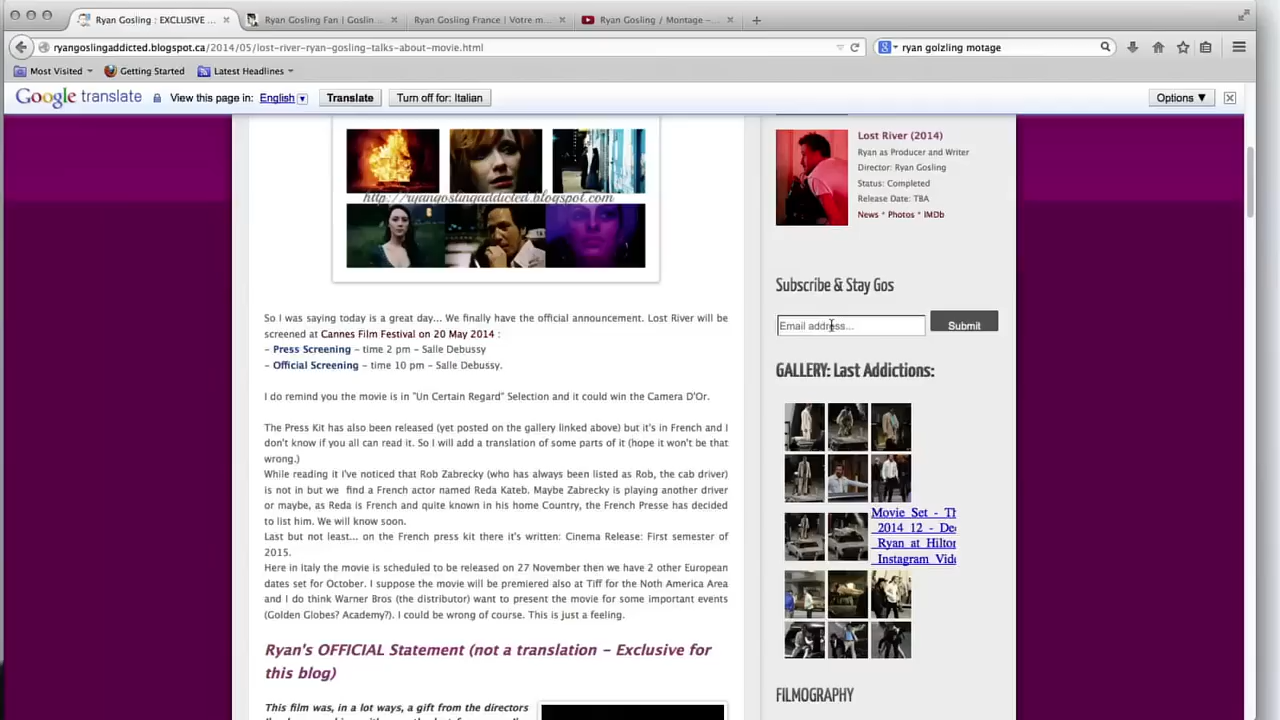 Ryan Gosling : EXCLUSIVE ...
Ryan Gosling Fan | Goslin...
Ryan Gosling France | Votre m...
Ryan Gosling / Montage -...
ryangoslingaddicted.blogspot.ca/2014/05/lost-river-ryan-gosling-talks-about-movie.html
ryan golzling motage
Most Visited
Getting Started
Latest Headlines
Google translate
View this page in: English
Translate
Turn off for: Italian
Options ▼
http://ryangoslingaddicted.blogspot.com
So I was saying today is a great day... We finally have the official announcement. Lost River will be
screened at Cannes Film Festival on 20 May 2014 :
- Press Screening - time 2 pm - Salle Debussy
- Official Screening - time 10 pm - Salle Debussy.
I do remind you the movie is in "Un Certain Regard" Selection and it could win the Camera D'Or.
The Press Kit has also been released (yet posted on the gallery linked above) but it's in French and I
don't know if you all can read it. So I will add a translation of some parts of it (hope it won't be that
wrong.)
While reading it I've noticed that Rob Zabrecky (who has always been listed as Rob, the cab driver)
is not in but we find a French actor named Reda Kateb. Maybe Zabrecky is playing another driver
or maybe, as Reda is French and quite known in his home Country, the French Presse has decided
to list him. We will know soon.
Last but not least... on the French press kit there it's written: Cinema Release: First semester of
2015.
Here in Italy the movie is scheduled to be released on 27 November then we have 2 other European
dates set for October. I suppose the movie will be premiered also at Tiff for the Noth America Area
and I do think Warner Bros (the distributor) want to present the movie for some important events
(Golden Globes? Academy?). I could be wrong of course. This is just a feeling.
Ryan's OFFICIAL Statement (not a translation - Exclusive for
this blog)
This film was, in a lot ways, a gift from the directors
Lost River (2014)
Ryan as Producer and Writer
Director: Ryan Gosling
Status: Completed
Release Date: TBA
News * Photos * IMDb
Subscribe & Stay Gos
Email address...
Submit
GALLERY: Last Addictions:
Movie Set - Th
2014 12 - Dec
Ryan at Hilton
Instagram Vide
FILMOGRAPHY